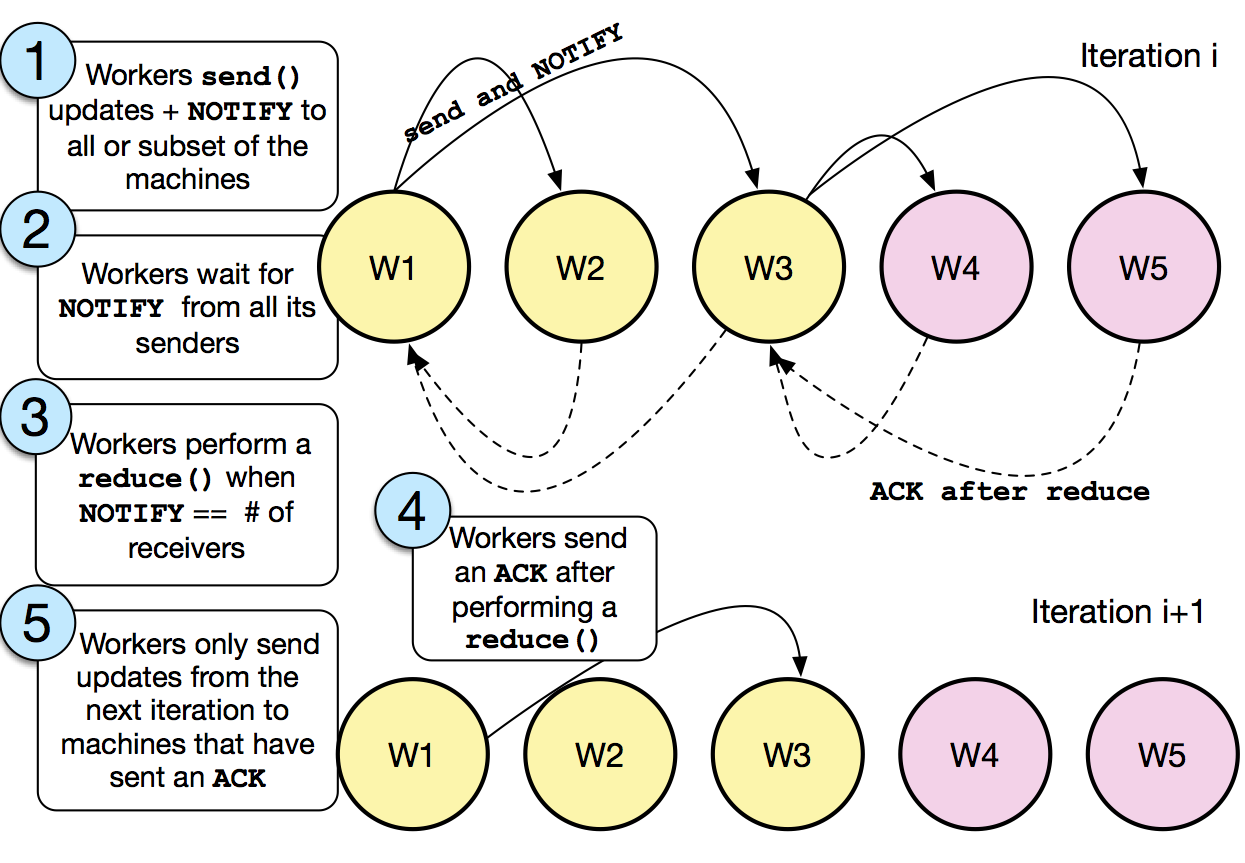 1
Workers send()
updates + NOTIFY to
all or subset of the
machines
2
Workers wait for
NOTIFY from all its
senders
3
Workers perform a
reduce() when
NOTIFY == # of
receivers
4
Workers send
an ACK after
performing a
reduce()
5
Workers only send
updates from the
next iteration to
machines that have
sent an ACK
send and NOTIFY
Iteration i
W1 W2 W3 W4 W5
ACK after reduce
Iteration i+1
W1 W2 W3 W4 W5